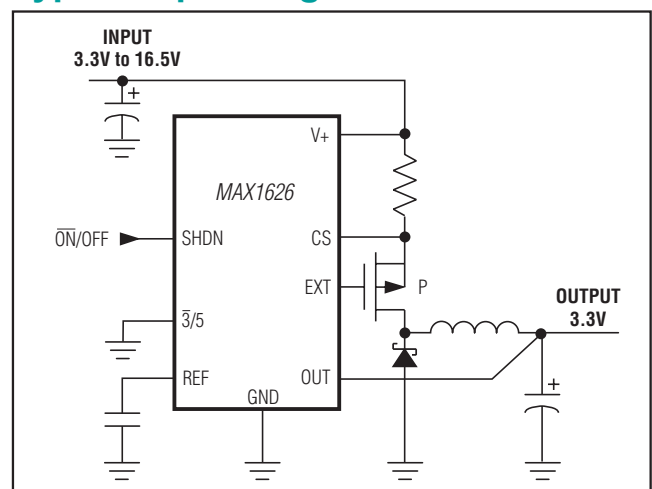 INPUT
3.3V to 16.5V
+
V+
MAX1626
ON/OFF
SHDN
CS
EXT
P
OUTPUT
3.3V
3/5
REF
OUT
GND
+